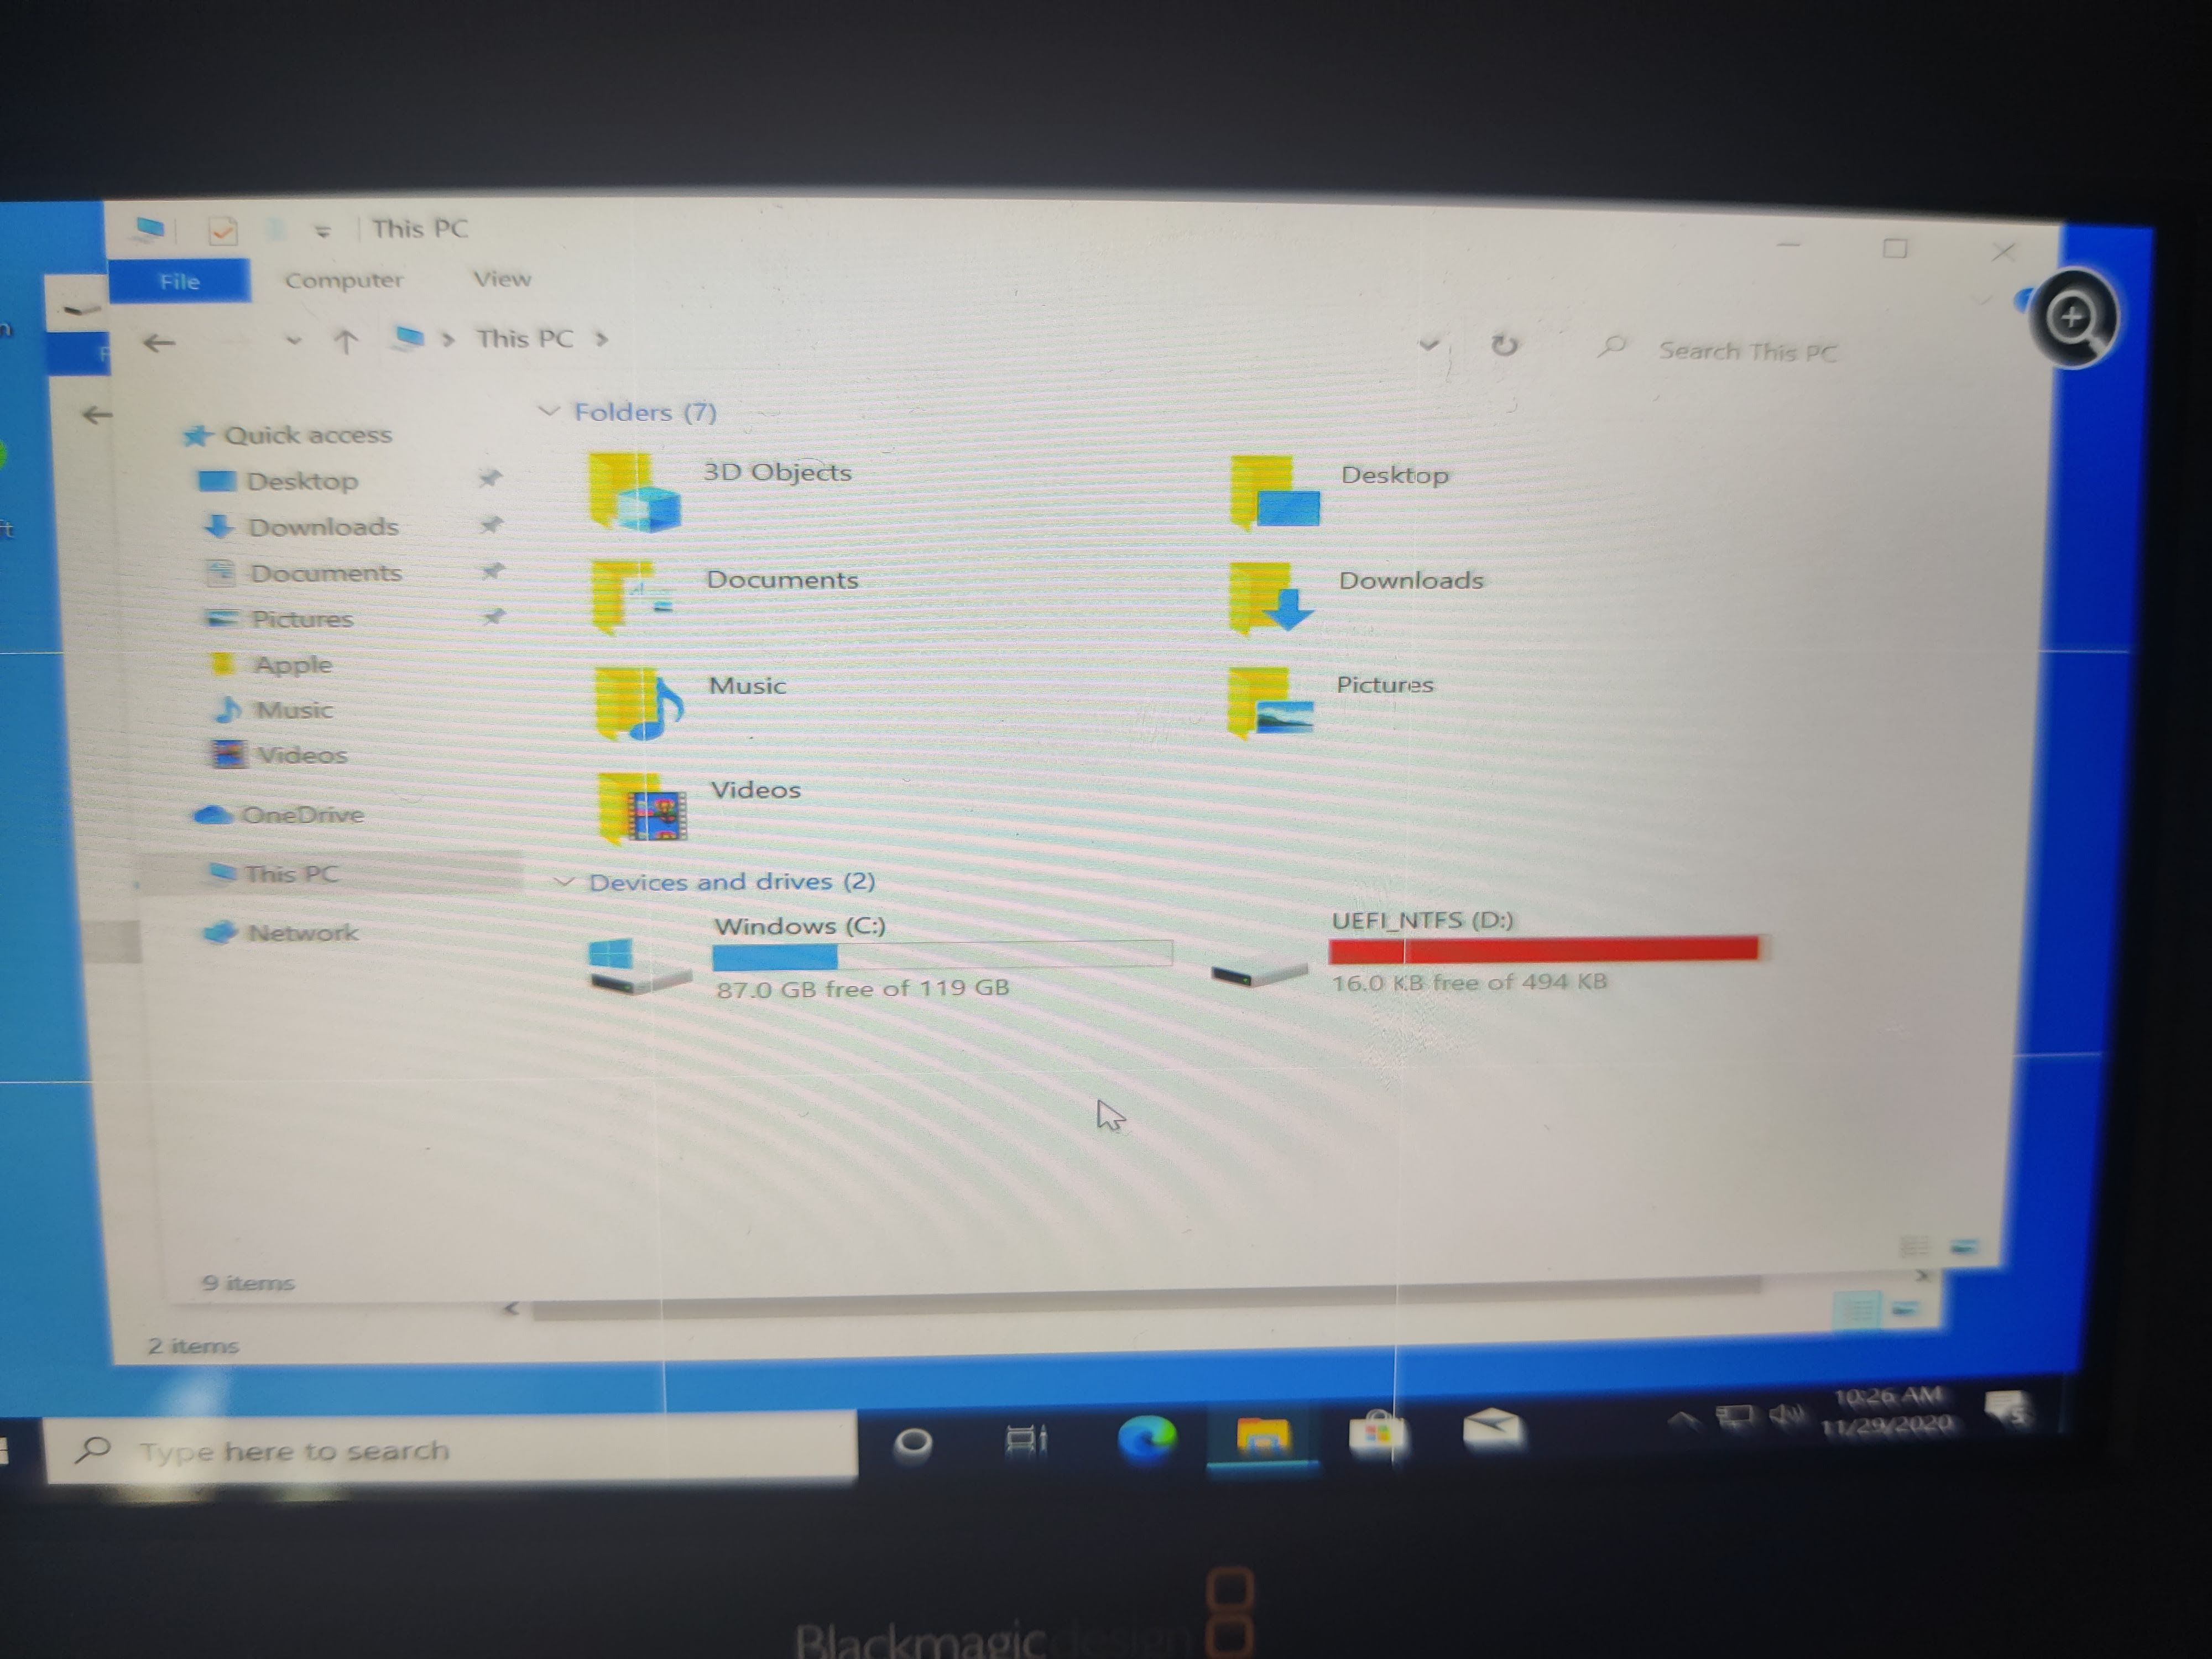 This PC
File Computer View
This PC
Search This PC
Quick access
Desktop
Downloads
Documents
Pictures
Apple
Music
Videos
OneDrive
This PC
Network
Folders (7)
3D Objects
Desktop
Documents
Downloads
Music
Pictures
Videos
Devices and drives (2)
Windows (C:)
87.0 GB free of 119 GB
UEFI_NTFS (D:)
16.0 KB free of 494 KB
9 items
2 items
Type here to search
10:26 AM
11/29/2020
Blackmagicdesign